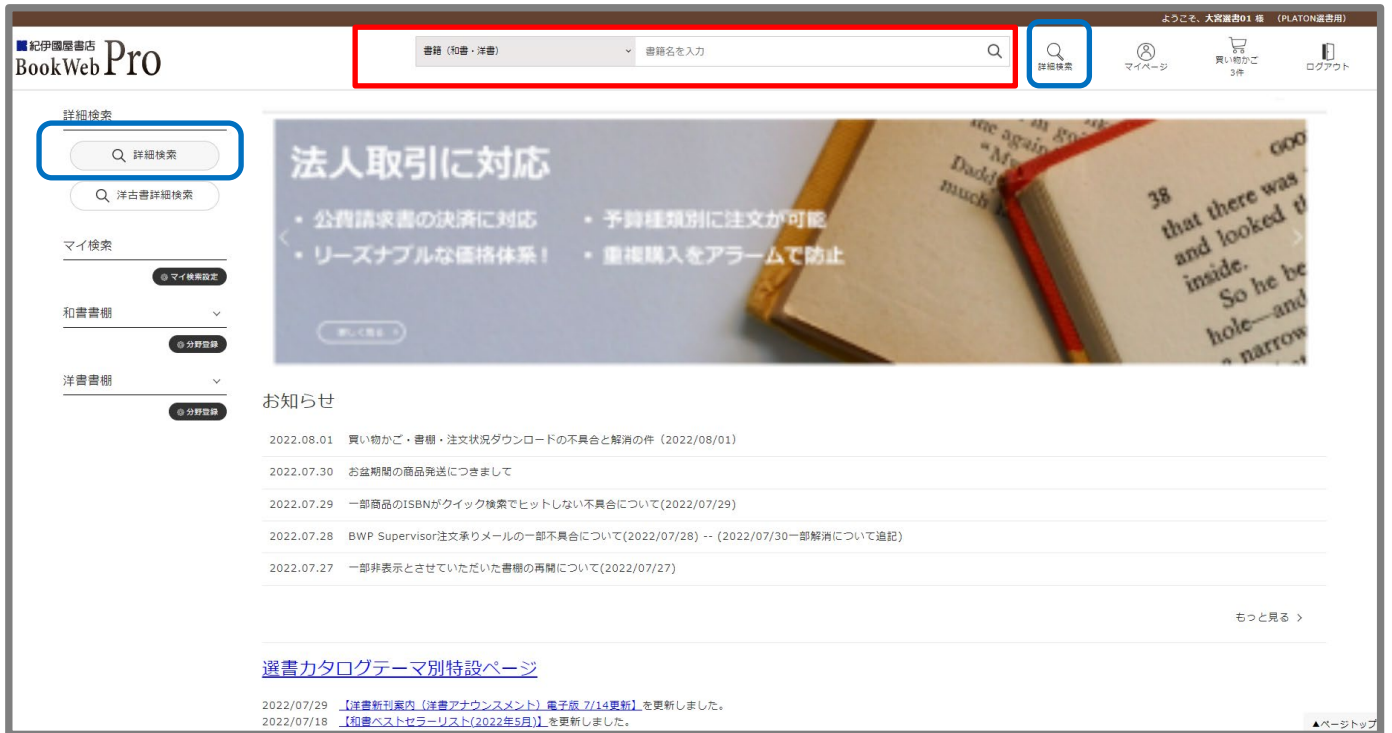 ようこそ、大宮選書01 様 (PLATON選書用)
紀伊國屋書店
BookWeb Pro
書籍(和書・洋書)
書籍名を入力
詳細検索
マイページ
買い物かご
3件
ログアウト
詳細検索
詳細検索
洋古書詳細検索
マイ検索
マイ検索設定
和書書棚
分野登録
洋書書棚
分野登録
法人取引に対応
・ 公費請求書の決済に対応 ・ 予算種類別に注文が可能
・ リーズナブルな価格体系! ・ 重複購入をアラームで防止
詳しく見る
me again
"My
Daddy
much
38
that there was
and looked
inside.
So he be
hole—and
a narrow
お知らせ
2022.08.01 買い物かご・書棚・注文状況ダウンロードの不具合と解消の件(2022/08/01)
2022.07.30 お盆期間の商品発送につきまして
2022.07.29 一部商品のISBNがクイック検索でヒットしない不具合について(2022/07/29)
2022.07.28 BWP Supervisor注文承りメールの一部不具合について(2022/07/28) -- (2022/07/30一部解消について追記)
2022.07.27 一部非表示とさせていただいた書棚の再開について(2022/07/27)
もっと見る
選書カタログテーマ別特設ページ
2022/07/29 【洋書新刊案内(洋書アナウンスメント)電子版 7/14更新】を更新しました。
2022/07/18 【和書ベストセラーリスト(2022年5月)】を更新しました。
▲ページトップ